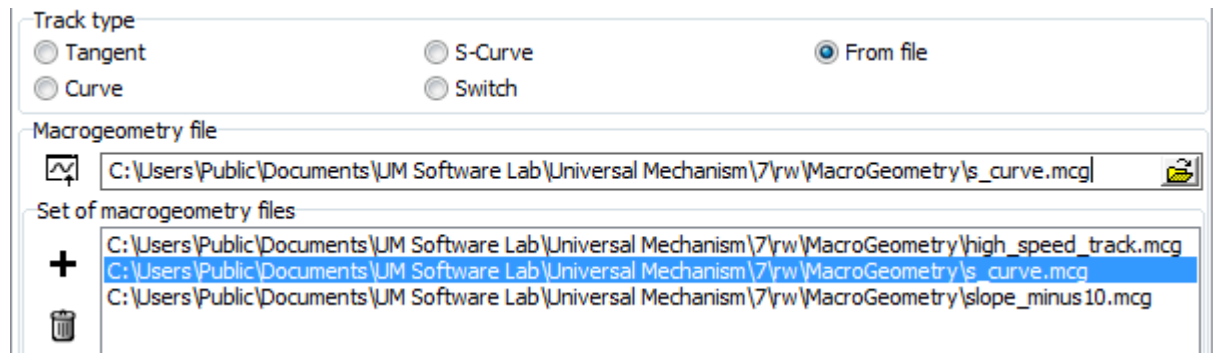 Track type
Tangent S-Curve From file
Curve Switch
Macrogeometry file
C:\Users\Public\Documents\UM Software Lab\Universal Mechanism\7\rw\MacroGeometry\s_curve.mcg
Set of macrogeometry files
C:\Users\Public\Documents\UM Software Lab\Universal Mechanism\7\rw\MacroGeometry\high_speed_track.mcg
C:\Users\Public\Documents\UM Software Lab\Universal Mechanism\7\rw\MacroGeometry\s_curve.mcg
C:\Users\Public\Documents\UM Software Lab\Universal Mechanism\7\rw\MacroGeometry\slope_minus10.mcg